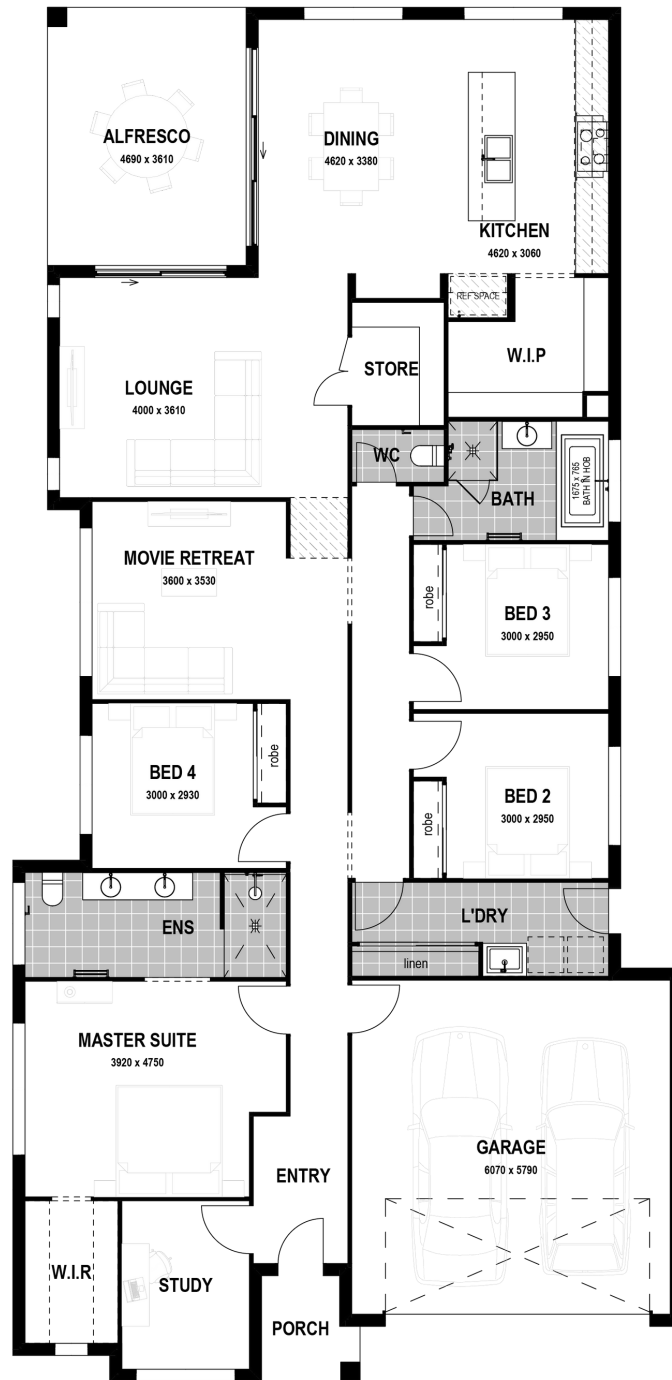 ALFRESCO
4690 x 3610
DINING
4620 x 3380
KITCHEN
4620 x 3060
REF SPACE
W.I.P
STORE
LOUNGE
4000 x 3610
WC
BATH
1675 x 765
BATH IN HOB
MOVIE RETREAT
3600 x 3530
robe
BED 3
3000 x 2950
BED 4
3000 x 2930
robe
robe
BED 2
3000 x 2950
ENS
L'DRY
linen
MASTER SUITE
3920 x 4750
GARAGE
6070 x 5790
ENTRY
W.I.R
STUDY
PORCH